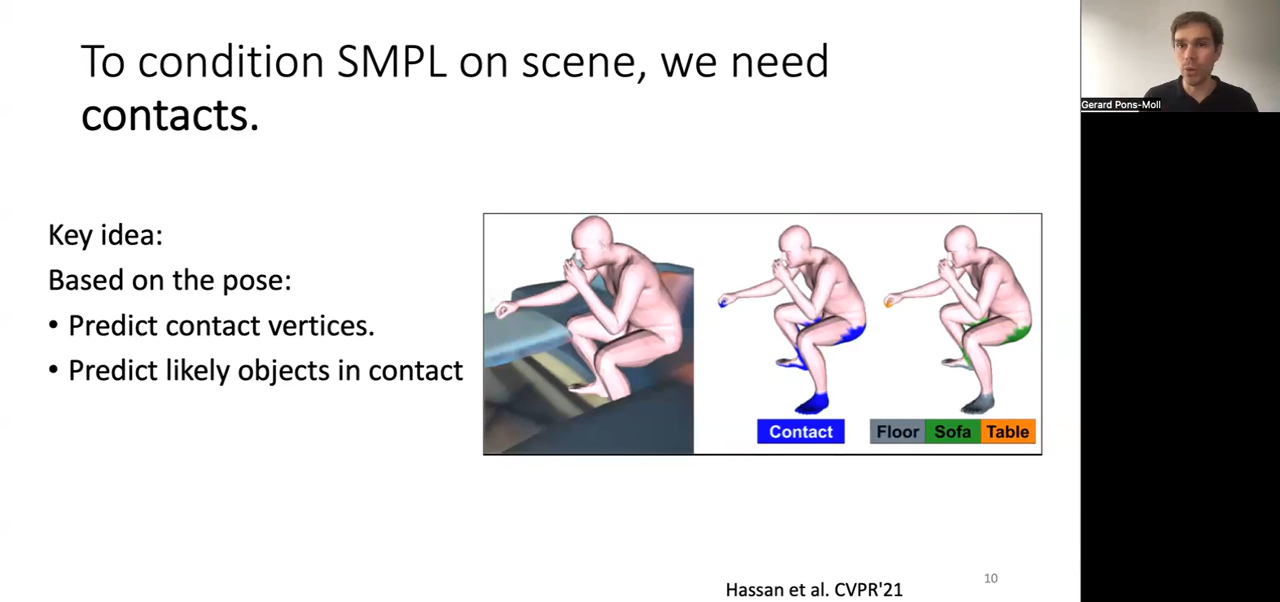 To condition SMPL on scene, we need
contacts.
Gerard Pons-Moll
Key idea:
Based on the pose:
• Predict contact vertices.
• Predict likely objects in contact
Contact
Floor Sofa Table
Hassan et al. CVPR'21
10